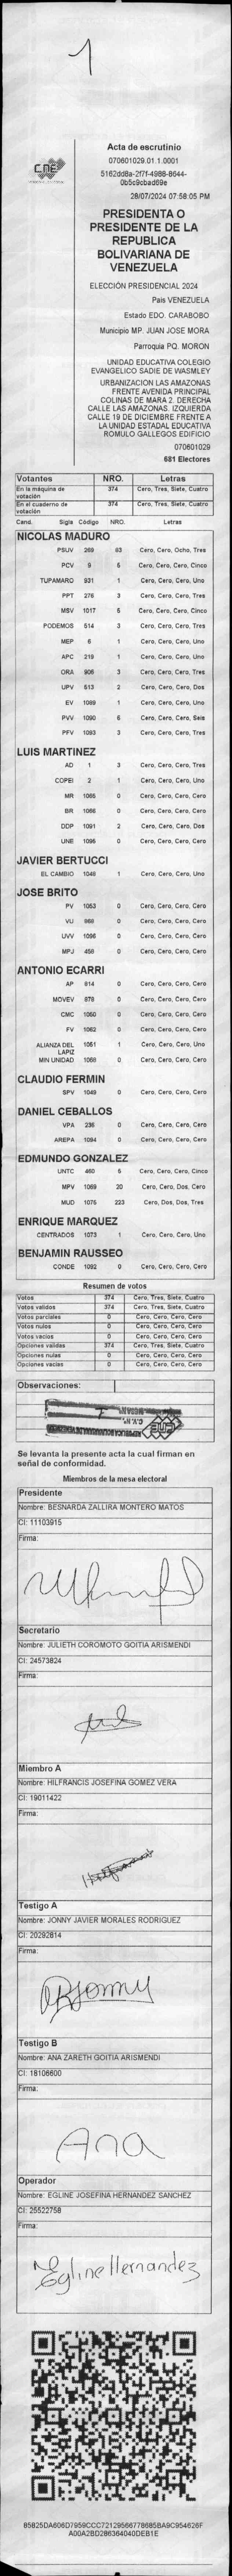 1
CNE
Acta de escrutinio
070601029.01.1.0001
5162dd8a-2f7f-4988-8644-
0b5c9cbad69e
28/07/2024 07:58:05 PM
PRESIDENTA O
PRESIDENTE DE LA
REPUBLICA
BOLIVARIANA DE
VENEZUELA
ELECCIÓN PRESIDENCIAL 2024
Pais VENEZUELA
Estado EDO. CARABOBO
Municipio MP. JUAN JOSE MORA
Parroquia PQ. MORON
UNIDAD EDUCATIVA COLEGIO
EVANGELICO SADIE DE WASMLEY
URBANIZACION LAS AMAZONAS
FRENTE AVENIDA PRINCIPAL
COLINAS DE MARA 2. DERECHA
CALLE LAS AMAZONAS. IZQUIERDA
CALLE 19 DE DICIEMBRE FRENTE A
LA UNIDAD ESTADAL EDUCATIVA
ROMULO GALLEGOS EDIFICIO
070601029
681 Electores
Votantes NRO. Letras
En la máquina de votación 374 Cero, Tres, Siete, Cuatro
En el cuaderno de votación 374 Cero, Tres, Siete, Cuatro
Cand. Sigla Código NRO. Letras
NICOLAS MADURO
PSUV 269 83 Cero, Cero, Ocho, Tres
PCV 9 5 Cero, Cero, Cero, Cinco
TUPAMARO 931 1 Cero, Cero, Cero, Uno
PPT 276 3 Cero, Cero, Cero, Tres
MSV 1017 5 Cero, Cero, Cero, Cinco
PODEMOS 514 3 Cero, Cero, Cero, Tres
MEP 6 1 Cero, Cero, Cero, Uno
APC 219 1 Cero, Cero, Cero, Uno
ORA 906 3 Cero, Cero, Cero, Tres
UPV 513 2 Cero, Cero, Cero, Dos
EV 1089 1 Cero, Cero, Cero, Uno
PVV 1090 6 Cero, Cero, Cero, Seis
PFV 1093 3 Cero, Cero, Cero, Tres
LUIS MARTINEZ
AD 1 3 Cero, Cero, Cero, Tres
COPEI 2 1 Cero, Cero, Cero, Uno
MR 1065 0 Cero, Cero, Cero, Cero
BR 1066 0 Cero, Cero, Cero, Cero
DDP 1091 2 Cero, Cero, Cero, Dos
UNE 1095 0 Cero, Cero, Cero, Cero
JAVIER BERTUCCI
EL CAMBIO 1048 1 Cero, Cero, Cero, Uno
JOSE BRITO
PV 1053 0 Cero, Cero, Cero, Cero
VU 969 0 Cero, Cero, Cero, Cero
UVV 1096 0 Cero, Cero, Cero, Cero
MPJ 458 0 Cero, Cero, Cero, Cero
ANTONIO ECARRI
AP 814 0 Cero, Cero, Cero, Cero
MOVEV 878 0 Cero, Cero, Cero, Cero
CMC 1050 0 Cero, Cero, Cero, Cero
FV 1062 0 Cero, Cero, Cero, Cero
ALIANZA DEL LAPIZ 1051 1 Cero, Cero, Cero, Uno
MIN UNIDAD 1068 0 Cero, Cero, Cero, Cero
CLAUDIO FERMIN
SPV 1049 0 Cero, Cero, Cero, Cero
DANIEL CEBALLOS
VPA 236 0 Cero, Cero, Cero, Cero
AREPA 1094 0 Cero, Cero, Cero, Cero
EDMUNDO GONZALEZ
UNTC 460 5 Cero, Cero, Cero, Cinco
MPV 1069 20 Cero, Cero, Dos, Cero
MUD 1075 223 Cero, Dos, Dos, Tres
ENRIQUE MARQUEZ
CENTRADOS 1073 1 Cero, Cero, Cero, Uno
BENJAMIN RAUSSEO
CONDE 1092 0 Cero, Cero, Cero, Cero
Resumen de votos
Votos 374 Cero, Tres, Siete, Cuatro
Votos validos 374 Cero, Tres, Siete, Cuatro
Votos parciales 0 Cero, Cero, Cero, Cero
Votos nulos 0 Cero, Cero, Cero, Cero
Votos vacios 0 Cero, Cero, Cero, Cero
Opciones validas 374 Cero, Tres, Siete, Cuatro
Opciones nulas 0 Cero, Cero, Cero, Cero
Opciones vacias 0 Cero, Cero, Cero, Cero
Observaciones:
REPUBLICA BOLIVARIANA DE VENEZUELA
CNE
Se levanta la presente acta la cual firman en
señal de conformidad.
Miembros de la mesa electoral
Presidente
Nombre: BESNARDA ZALLIRA MONTERO MATOS
CI: 11103915
Firma:
Secretario
Nombre: JULIETH COROMOTO GOITIA ARISMENDI
CI: 24573824
Firma:
Miembro A
Nombre: HILFRANCIS JOSEFINA GOMEZ VERA
CI: 19011422
Firma:
Testigo A
Nombre: JONNY JAVIER MORALES RODRIGUEZ
CI: 20292814
Firma:
Testigo B
Nombre: ANA ZARETH GOITIA ARISMENDI
CI: 18106600
Firma:
Ana
Operador
Nombre: EGLINE JOSEFINA HERNANDEZ SANCHEZ
CI: 25522758
Firma:
Egline Hernandez
85825DA606D7959CCC72129566778685BA9C954626F
A00A2BD286364040DEB1E